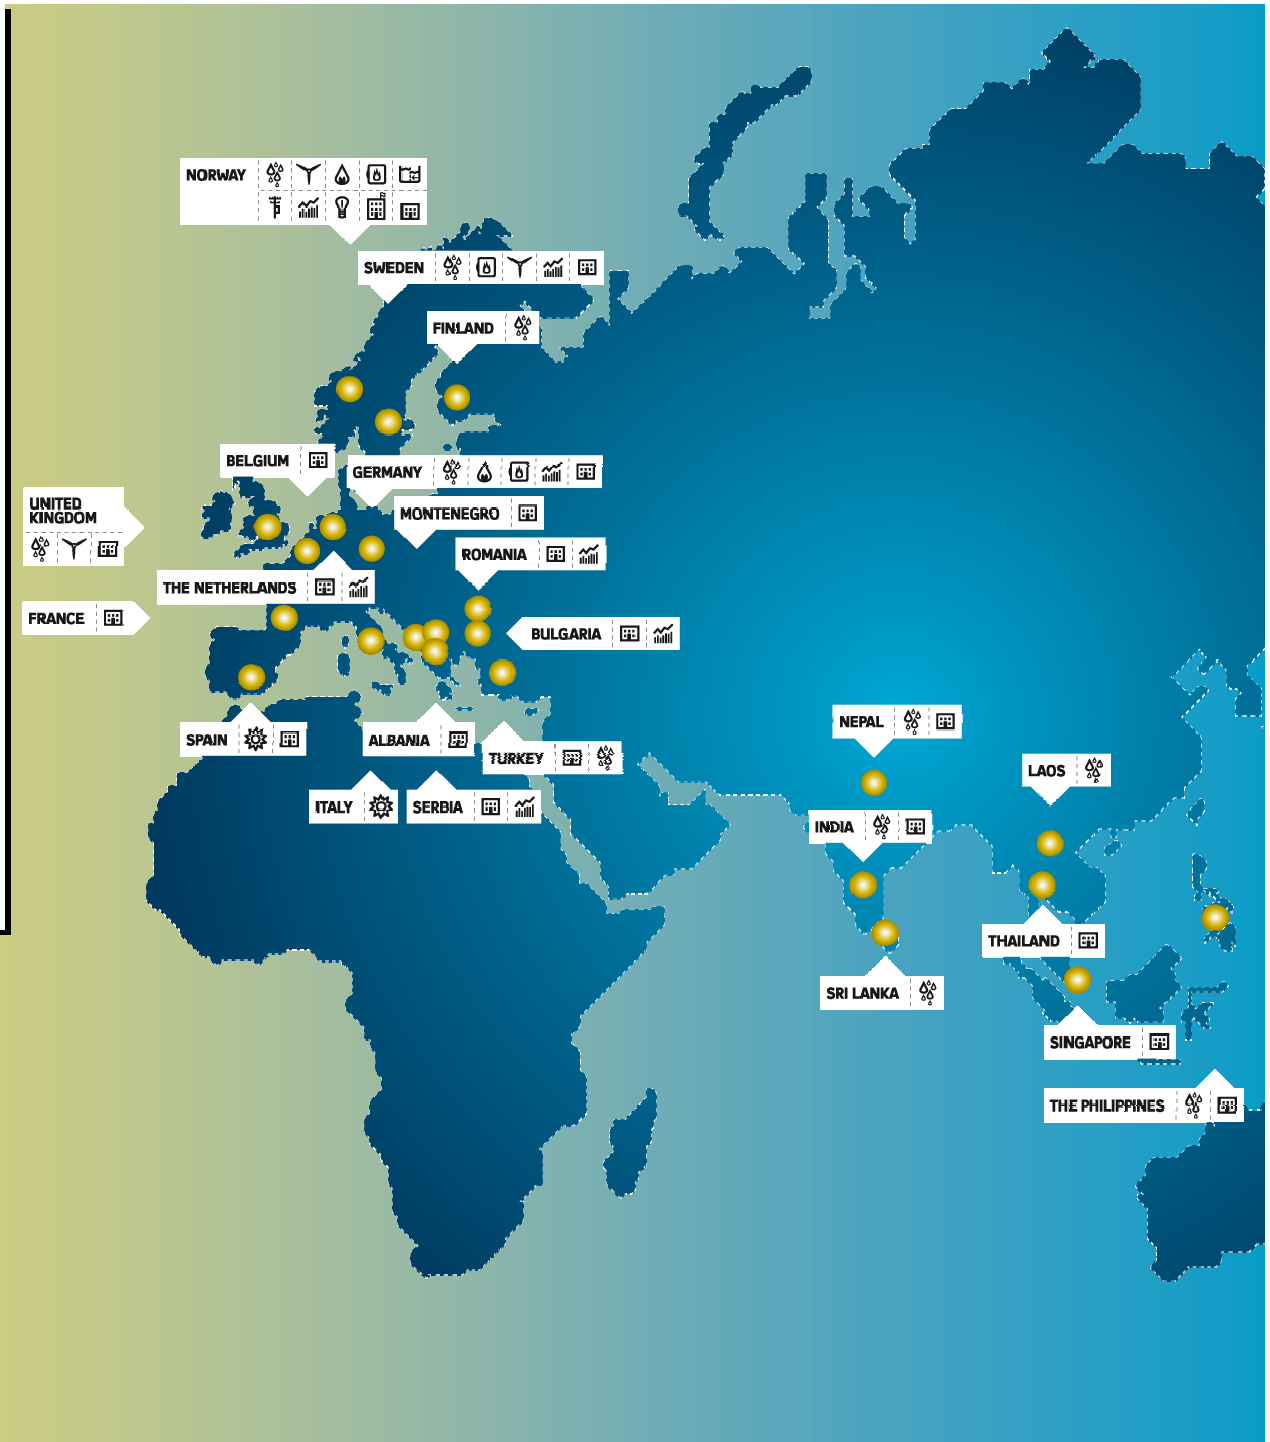 NORWAY
SWEDEN
FINLAND
BELGIUM
GERMANY
UNITED
KINGDOM
MONTENEGRO
ROMANIA
THE NETHERLANDS
FRANCE
BULGARIA
SPAIN
ALBANIA
TURKEY
ITALY
SERBIA
NEPAL
LAOS
INDIA
THAILAND
SRI LANKA
SINGAPORE
THE PHILIPPINES